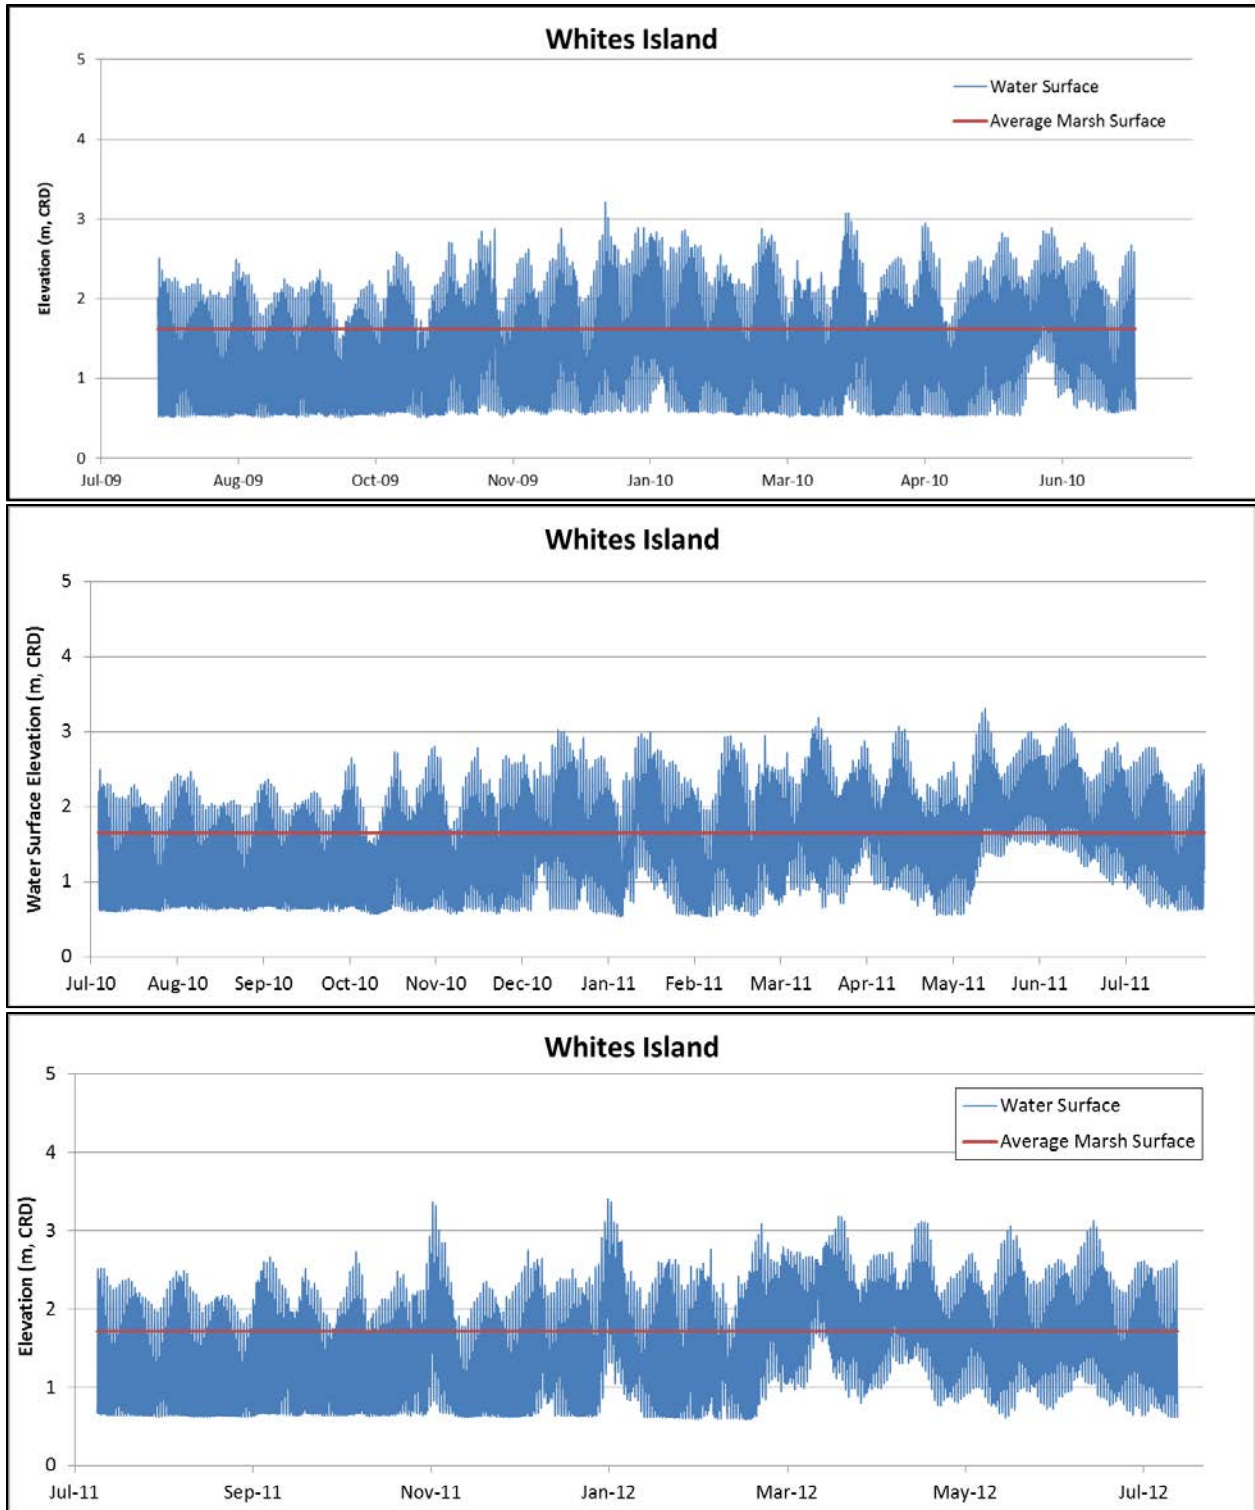 Whites Island
5
4
3
2
1
0
Elevation (m, CRD)
Water Surface
Average Marsh Surface
Jul-09 Aug-09 Oct-09 Nov-09 Jan-10 Mar-10 Apr-10 Jun-10
Whites Island
5
4
3
2
1
0
Water Surface Elevation (m, CRD)
Jul-10 Aug-10 Sep-10 Oct-10 Nov-10 Dec-10 Jan-11 Feb-11 Mar-11 Apr-11 May-11 Jun-11 Jul-11
Whites Island
5
4
3
2
1
0
Elevation (m, CRD)
Water Surface
Average Marsh Surface
Jul-11 Sep-11 Nov-11 Jan-12 Mar-12 May-12 Jul-12